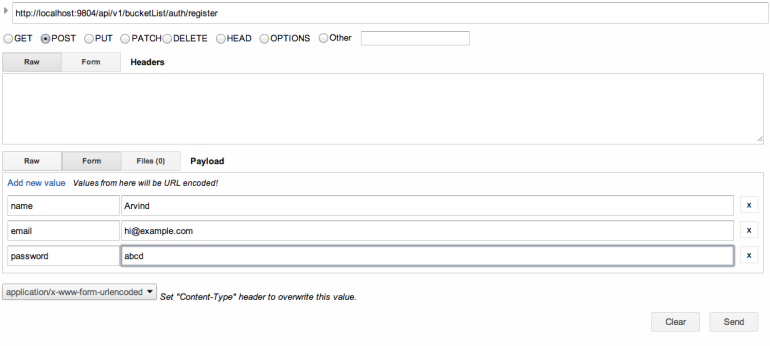 http://localhost:9804/api/v1/bucketList/auth/register
GET POST PUT PATCH DELETE HEAD OPTIONS Other
Raw Form Headers
Raw Form Files (0) Payload
Add new value Values from here will be URL encoded!
name Arvind x
email hi@example.com x
password abcd x
application/x-www-form-urlencoded Set "Content-Type" header to overwrite this value.
Clear Send